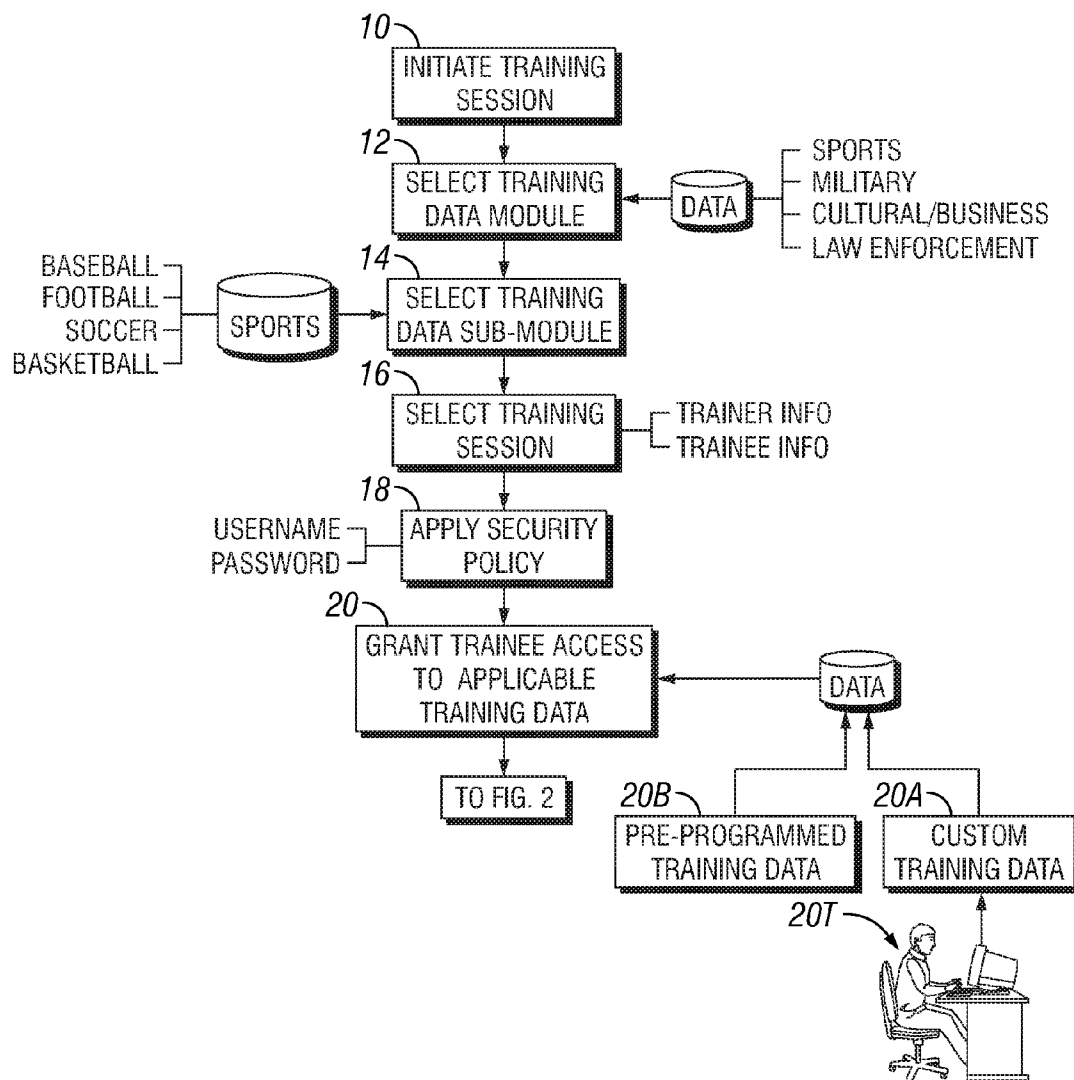 10
INITIATE TRAINING
SESSION
12
SELECT TRAINING
DATA MODULE
DATA
SPORTS
MILITARY
CULTURAL/BUSINESS
LAW ENFORCEMENT
BASEBALL
FOOTBALL
SOCCER
BASKETBALL
SPORTS
14
SELECT TRAINING
DATA SUB-MODULE
16
SELECT TRAINING
SESSION
TRAINER INFO
TRAINEE INFO
18
USERNAME
PASSWORD
APPLY SECURITY
POLICY
20
GRANT TRAINEE ACCESS
TO APPLICABLE
TRAINING DATA
DATA
TO FIG. 2
20B
PRE-PROGRAMMED
TRAINING DATA
20A
CUSTOM
TRAINING DATA
20T